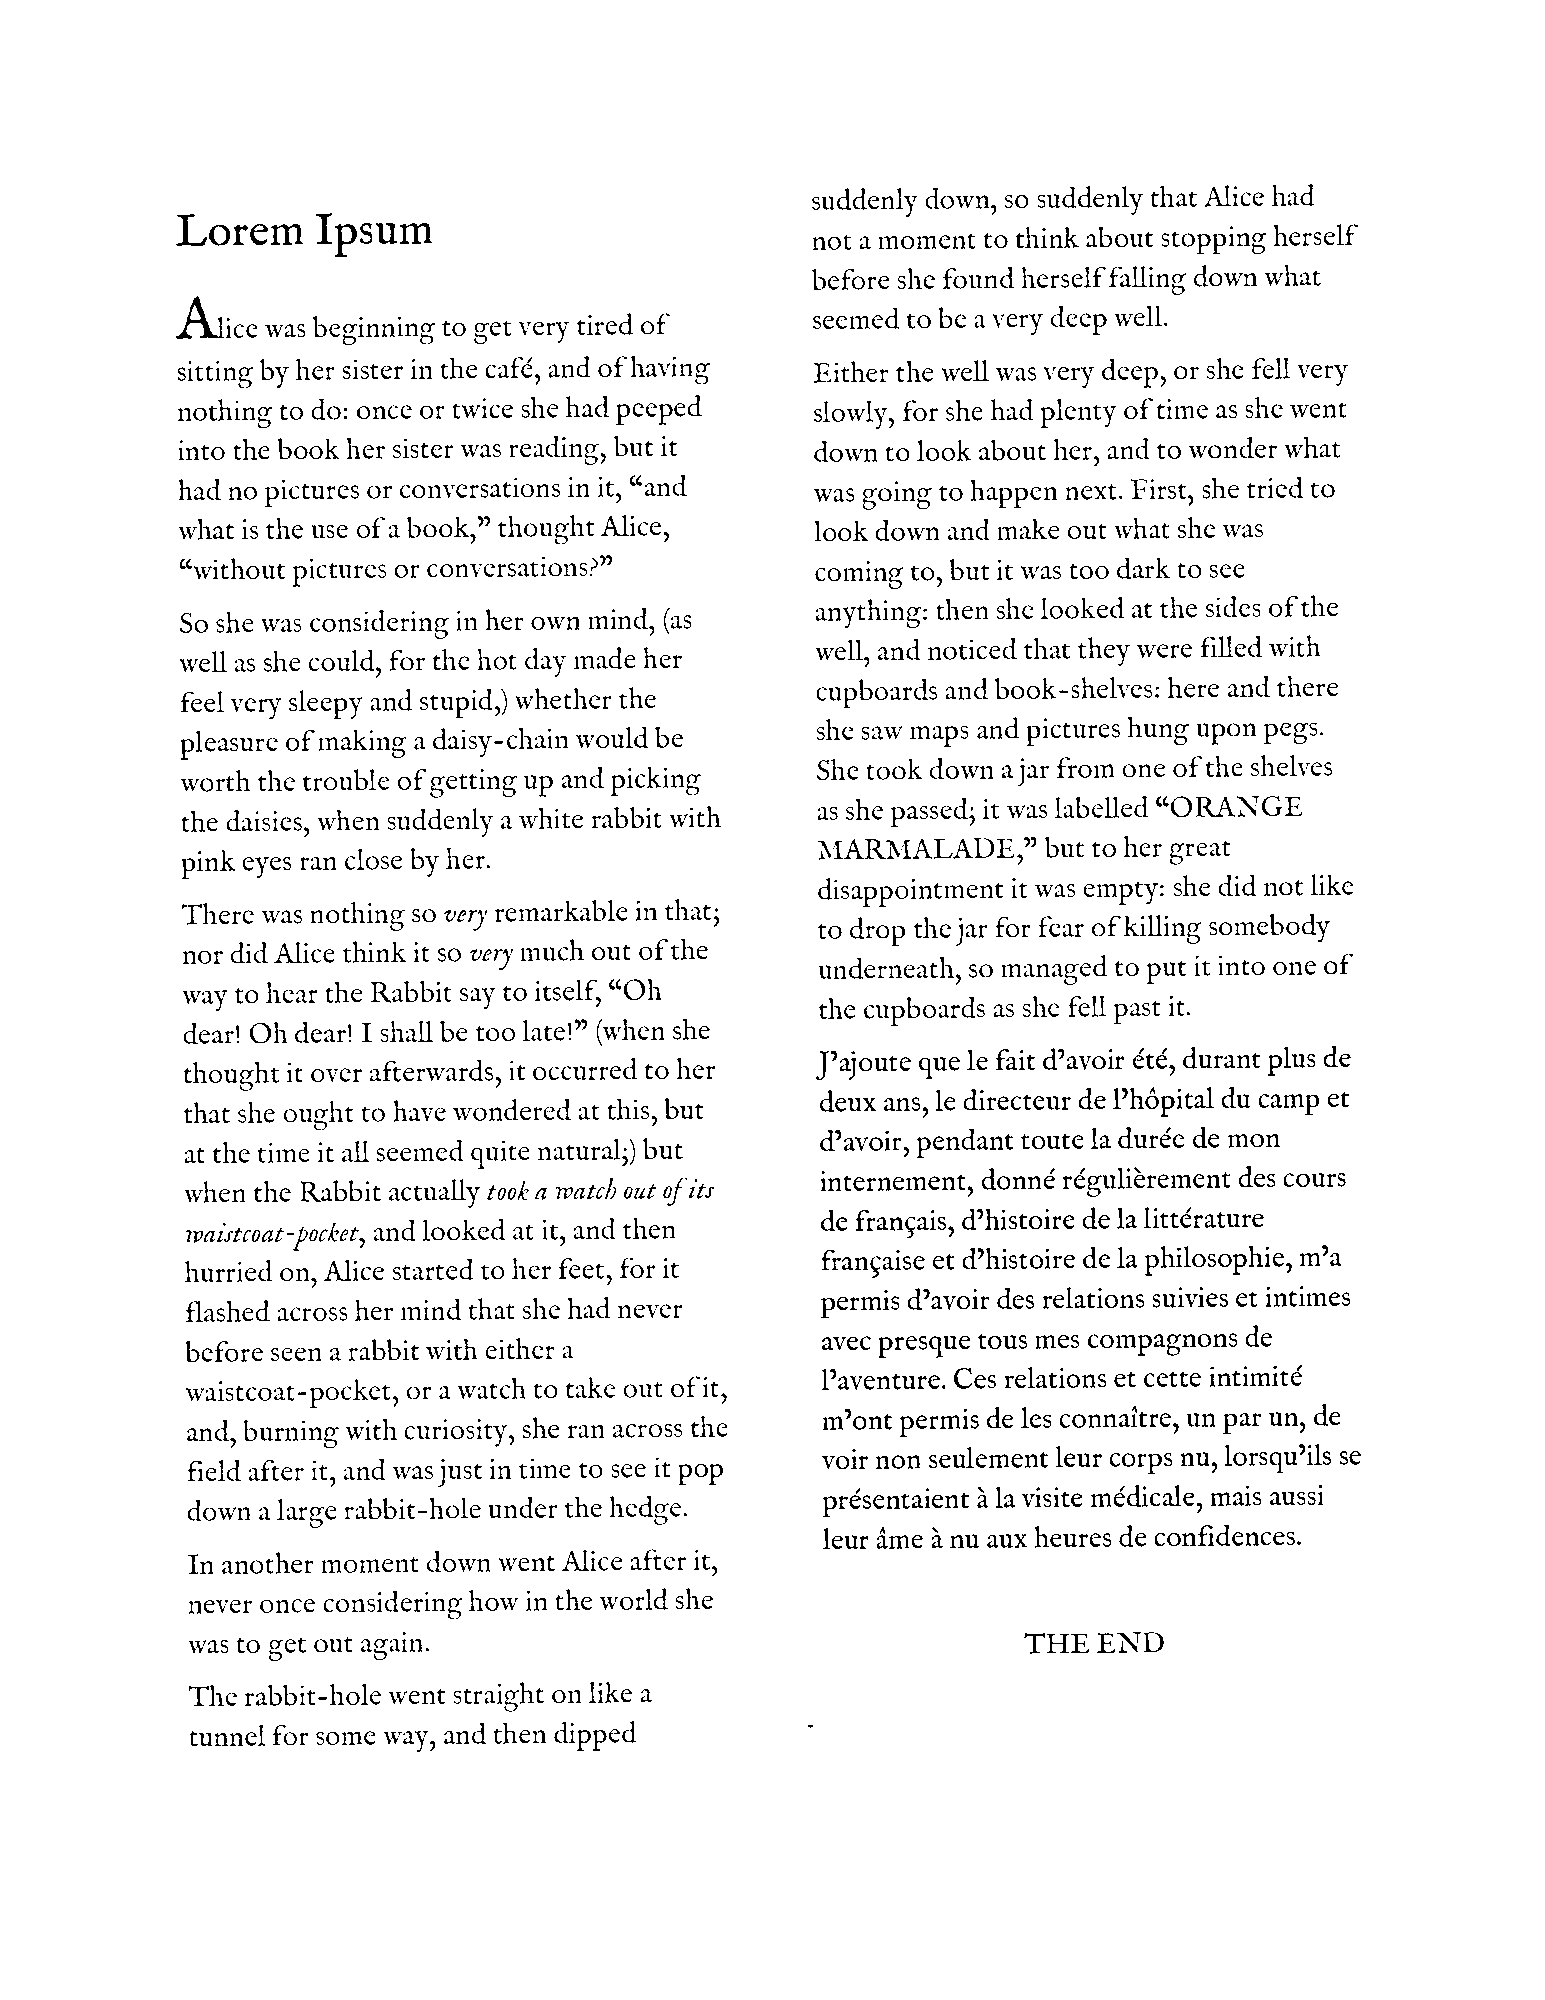 Lorem Ipsum
Alice was beginning to get very tired of
sitting by her sister in the café, and of having
nothing to do: once or twice she had peeped
into the book her sister was reading, but it
had no pictures or conversations in it, “and
what is the use of a book,” thought Alice,
“without pictures or conversations?”
So she was considering in her own mind, (as
well as she could, for the hot day made her
feel very sleepy and stupid,) whether the
pleasure of making a daisy-chain would be
worth the trouble of getting up and picking
the daisies, when suddenly a white rabbit with
pink eyes ran close by her.
There was nothing so very remarkable in that;
nor did Alice think it so very much out of the
way to hear the Rabbit say to itself, “Oh
dear! Oh dear! I shall be too late!” (when she
thought it over afterwards, it occurred to her
that she ought to have wondered at this, but
at the time it all seemed quite natural;) but
when the Rabbit actually took a watch out of its
waistcoat-pocket, and looked at it, and then
hurried on, Alice started to her feet, for it
flashed across her mind that she had never
before seen a rabbit with either a
waistcoat-pocket, or a watch to take out of it,
and, burning with curiosity, she ran across the
field after it, and was just in time to see it pop
down a large rabbit-hole under the hedge.
In another moment down went Alice after it,
never once considering how in the world she
was to get out again.
The rabbit-hole went straight on like a
tunnel for some way, and then dipped
suddenly down, so suddenly that Alice had
not a moment to think about stopping herself
before she found herself falling down what
seemed to be a very deep well.
Either the well was very deep, or she fell very
slowly, for she had plenty of time as she went
down to look about her, and to wonder what
was going to happen next. First, she tried to
look down and make out what she was
coming to, but it was too dark to see
anything: then she looked at the sides of the
well, and noticed that they were filled with
cupboards and book-shelves: here and there
she saw maps and pictures hung upon pegs.
She took down a jar from one of the shelves
as she passed; it was labelled “ORANGE
MARMALADE,” but to her great
disappointment it was empty: she did not like
to drop the jar for fear of killing somebody
underneath, so managed to put it into one of
the cupboards as she fell past it.
J’ajoute que le fait d’avoir été, durant plus de
deux ans, le directeur de l’hôpital du camp et
d’avoir, pendant toute la durée de mon
internement, donné régulièrement des cours
de français, d’histoire de la littérature
française et d’histoire de la philosophie, m’a
permis d’avoir des relations suivies et intimes
avec presque tous mes compagnons de
l’aventure. Ces relations et cette intimité
m’ont permis de les connaître, un par un, de
voir non seulement leur corps nu, lorsqu’ils se
présentaient à la visite médicale, mais aussi
leur âme à nu aux heures de confidences.
THE END